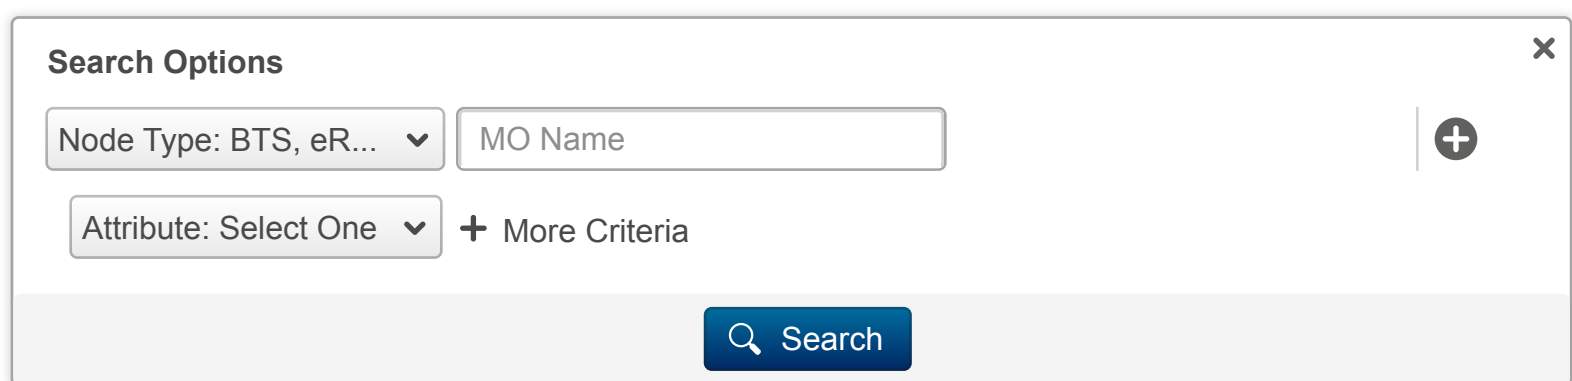 Search Options
Node Type: BTS, eR... MO Name
Attribute: Select One + More Criteria
Search